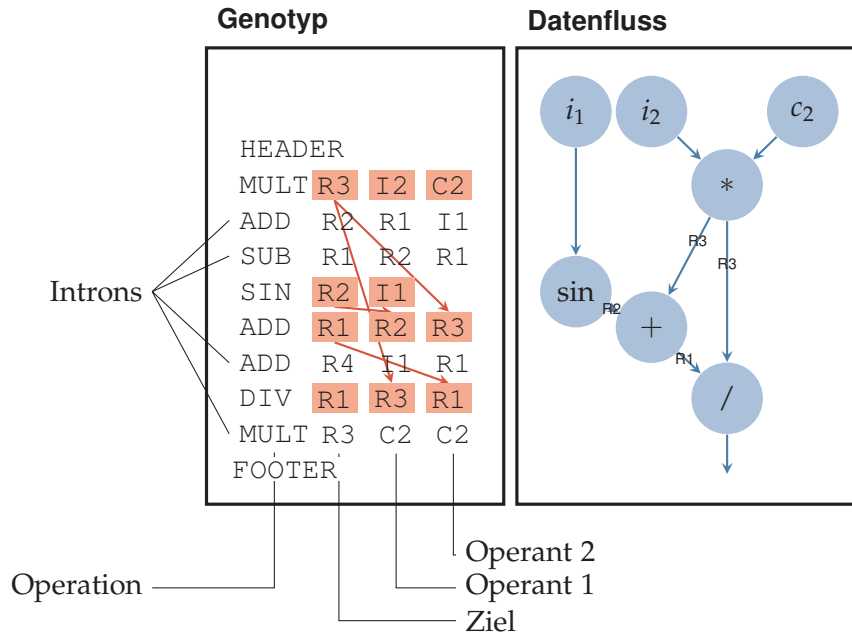 Genotyp
HEADER
MULT R3 I2 C2
ADD R2 R1 I1
SUB R1 R2 R1
SIN R2 I1
ADD R1 R2 R3
ADD R4 I1 R1
DIV R1 R3 R1
MULT R3 C2 C2
FOOTER
Introns
Operation
Operant 2
Operant 1
Ziel
Datenfluss
i₁ i₂ c₂
*
R3
R3
sin
R2
+
R1
/